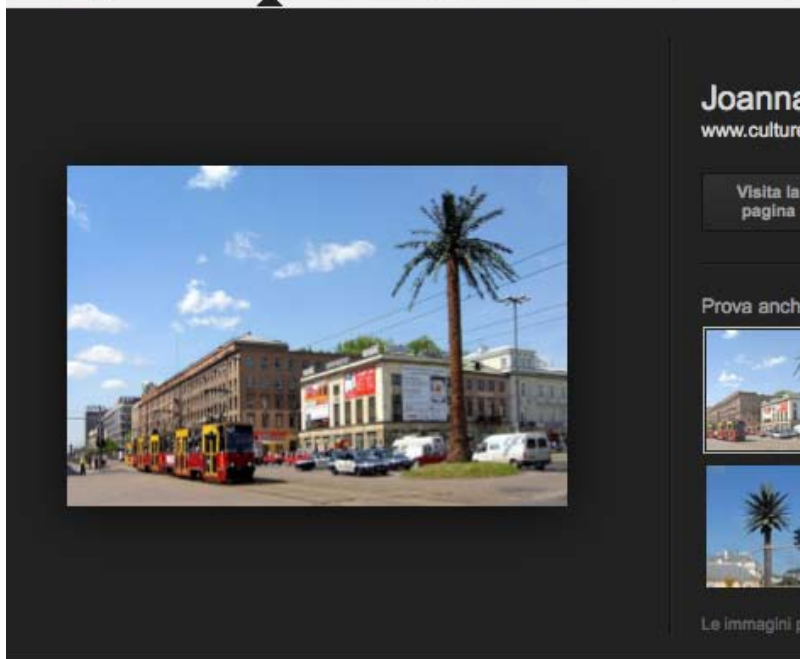 Joanna
www.culture
Visita la
pagina
Prova anch
Le immagini p